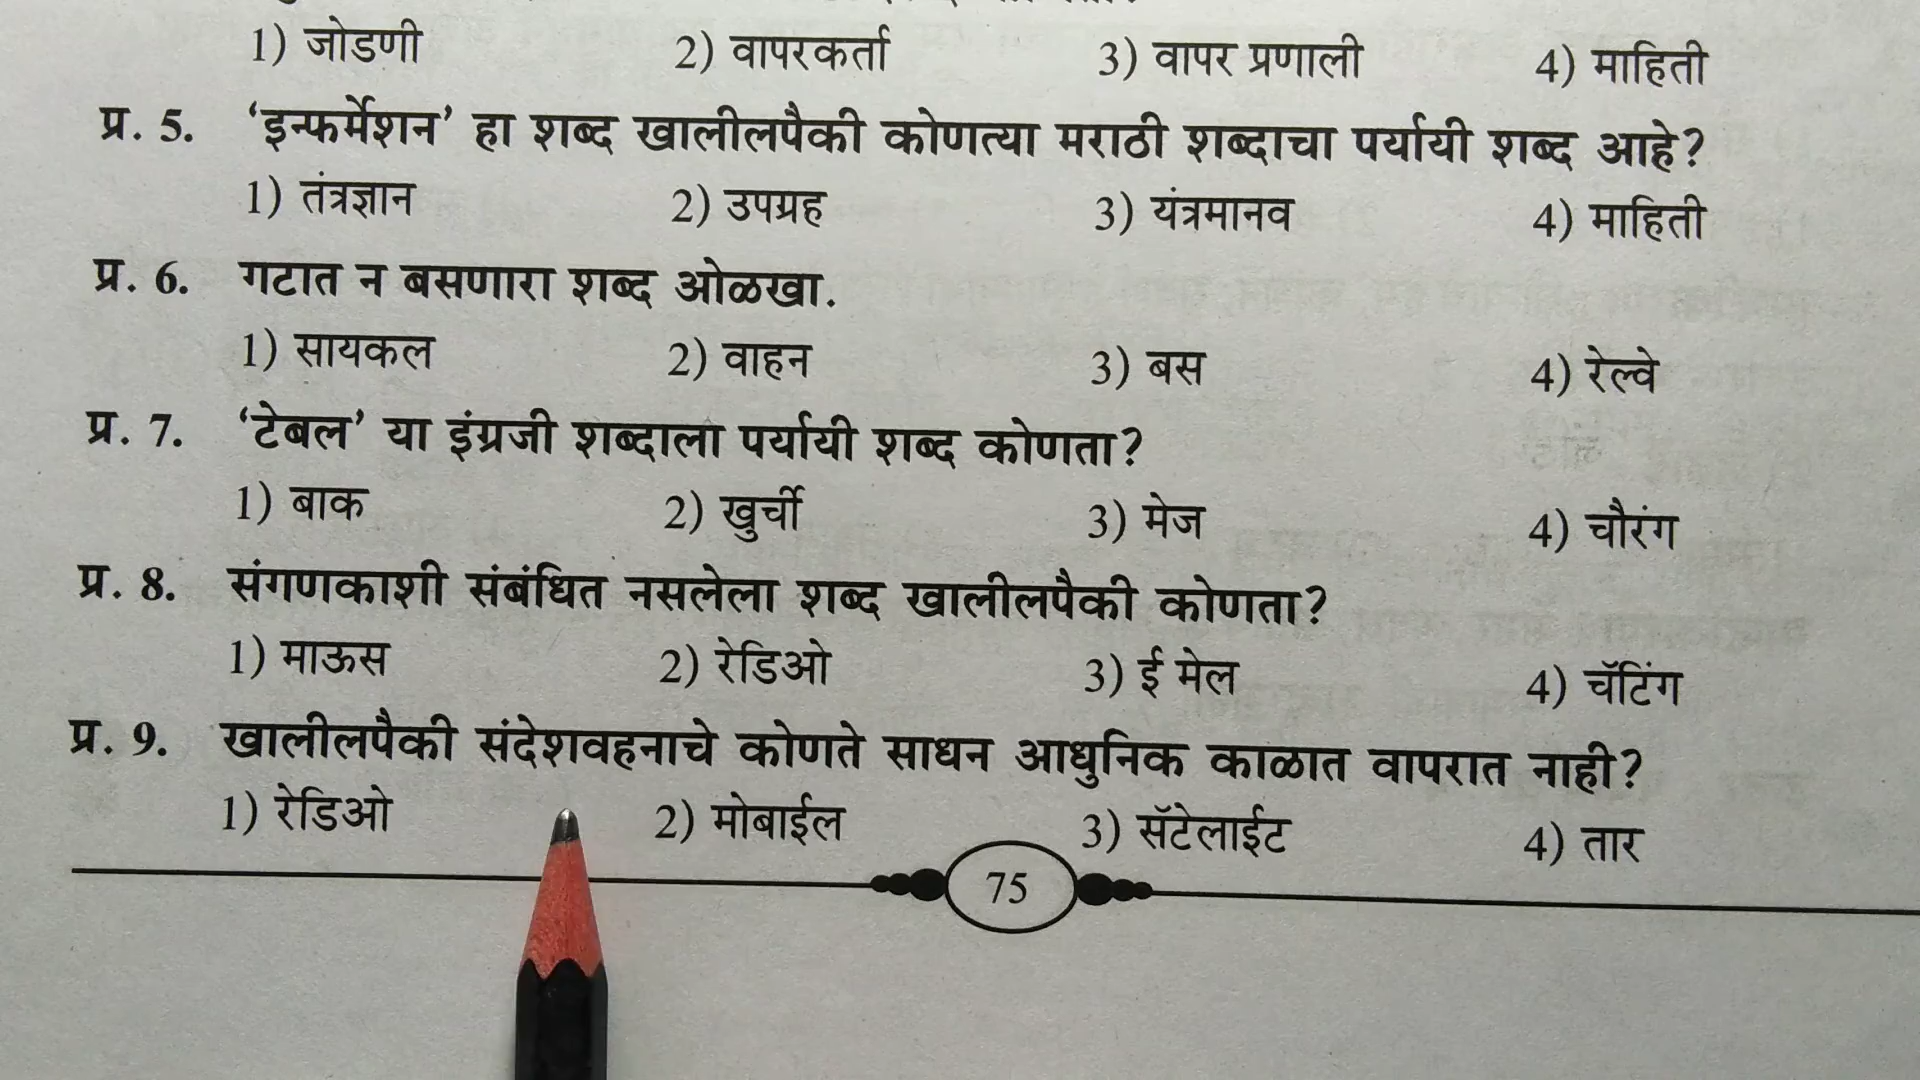 1) जोडणी 2) वापरकर्ता 3) वापर प्रणाली 4) माहिती
प्र. 5. ‘इन्फर्मेशन’ हा शब्द खालीलपैकी कोणत्या मराठी शब्दाचा पर्यायी शब्द आहे?
1) तंत्रज्ञान 2) उपग्रह 3) यंत्रमानव 4) माहिती
प्र. 6. गटात न बसणारा शब्द ओळखा.
1) सायकल 2) वाहन 3) बस 4) रेल्वे
प्र. 7. ‘टेबल’ या इंग्रजी शब्दाला पर्यायी शब्द कोणता?
1) बाक 2) खुर्ची 3) मेज 4) चौरंग
प्र. 8. संगणकाशी संबंधित नसलेला शब्द खालीलपैकी कोणता?
1) माऊस 2) रेडिओ 3) ई मेल 4) चॅटिंग
प्र. 9. खालीलपैकी संदेशवहनाचे कोणते साधन आधुनिक काळात वापरात नाही?
1) रेडिओ 2) मोबाईल 3) सॅटेलाईट 4) तार
75